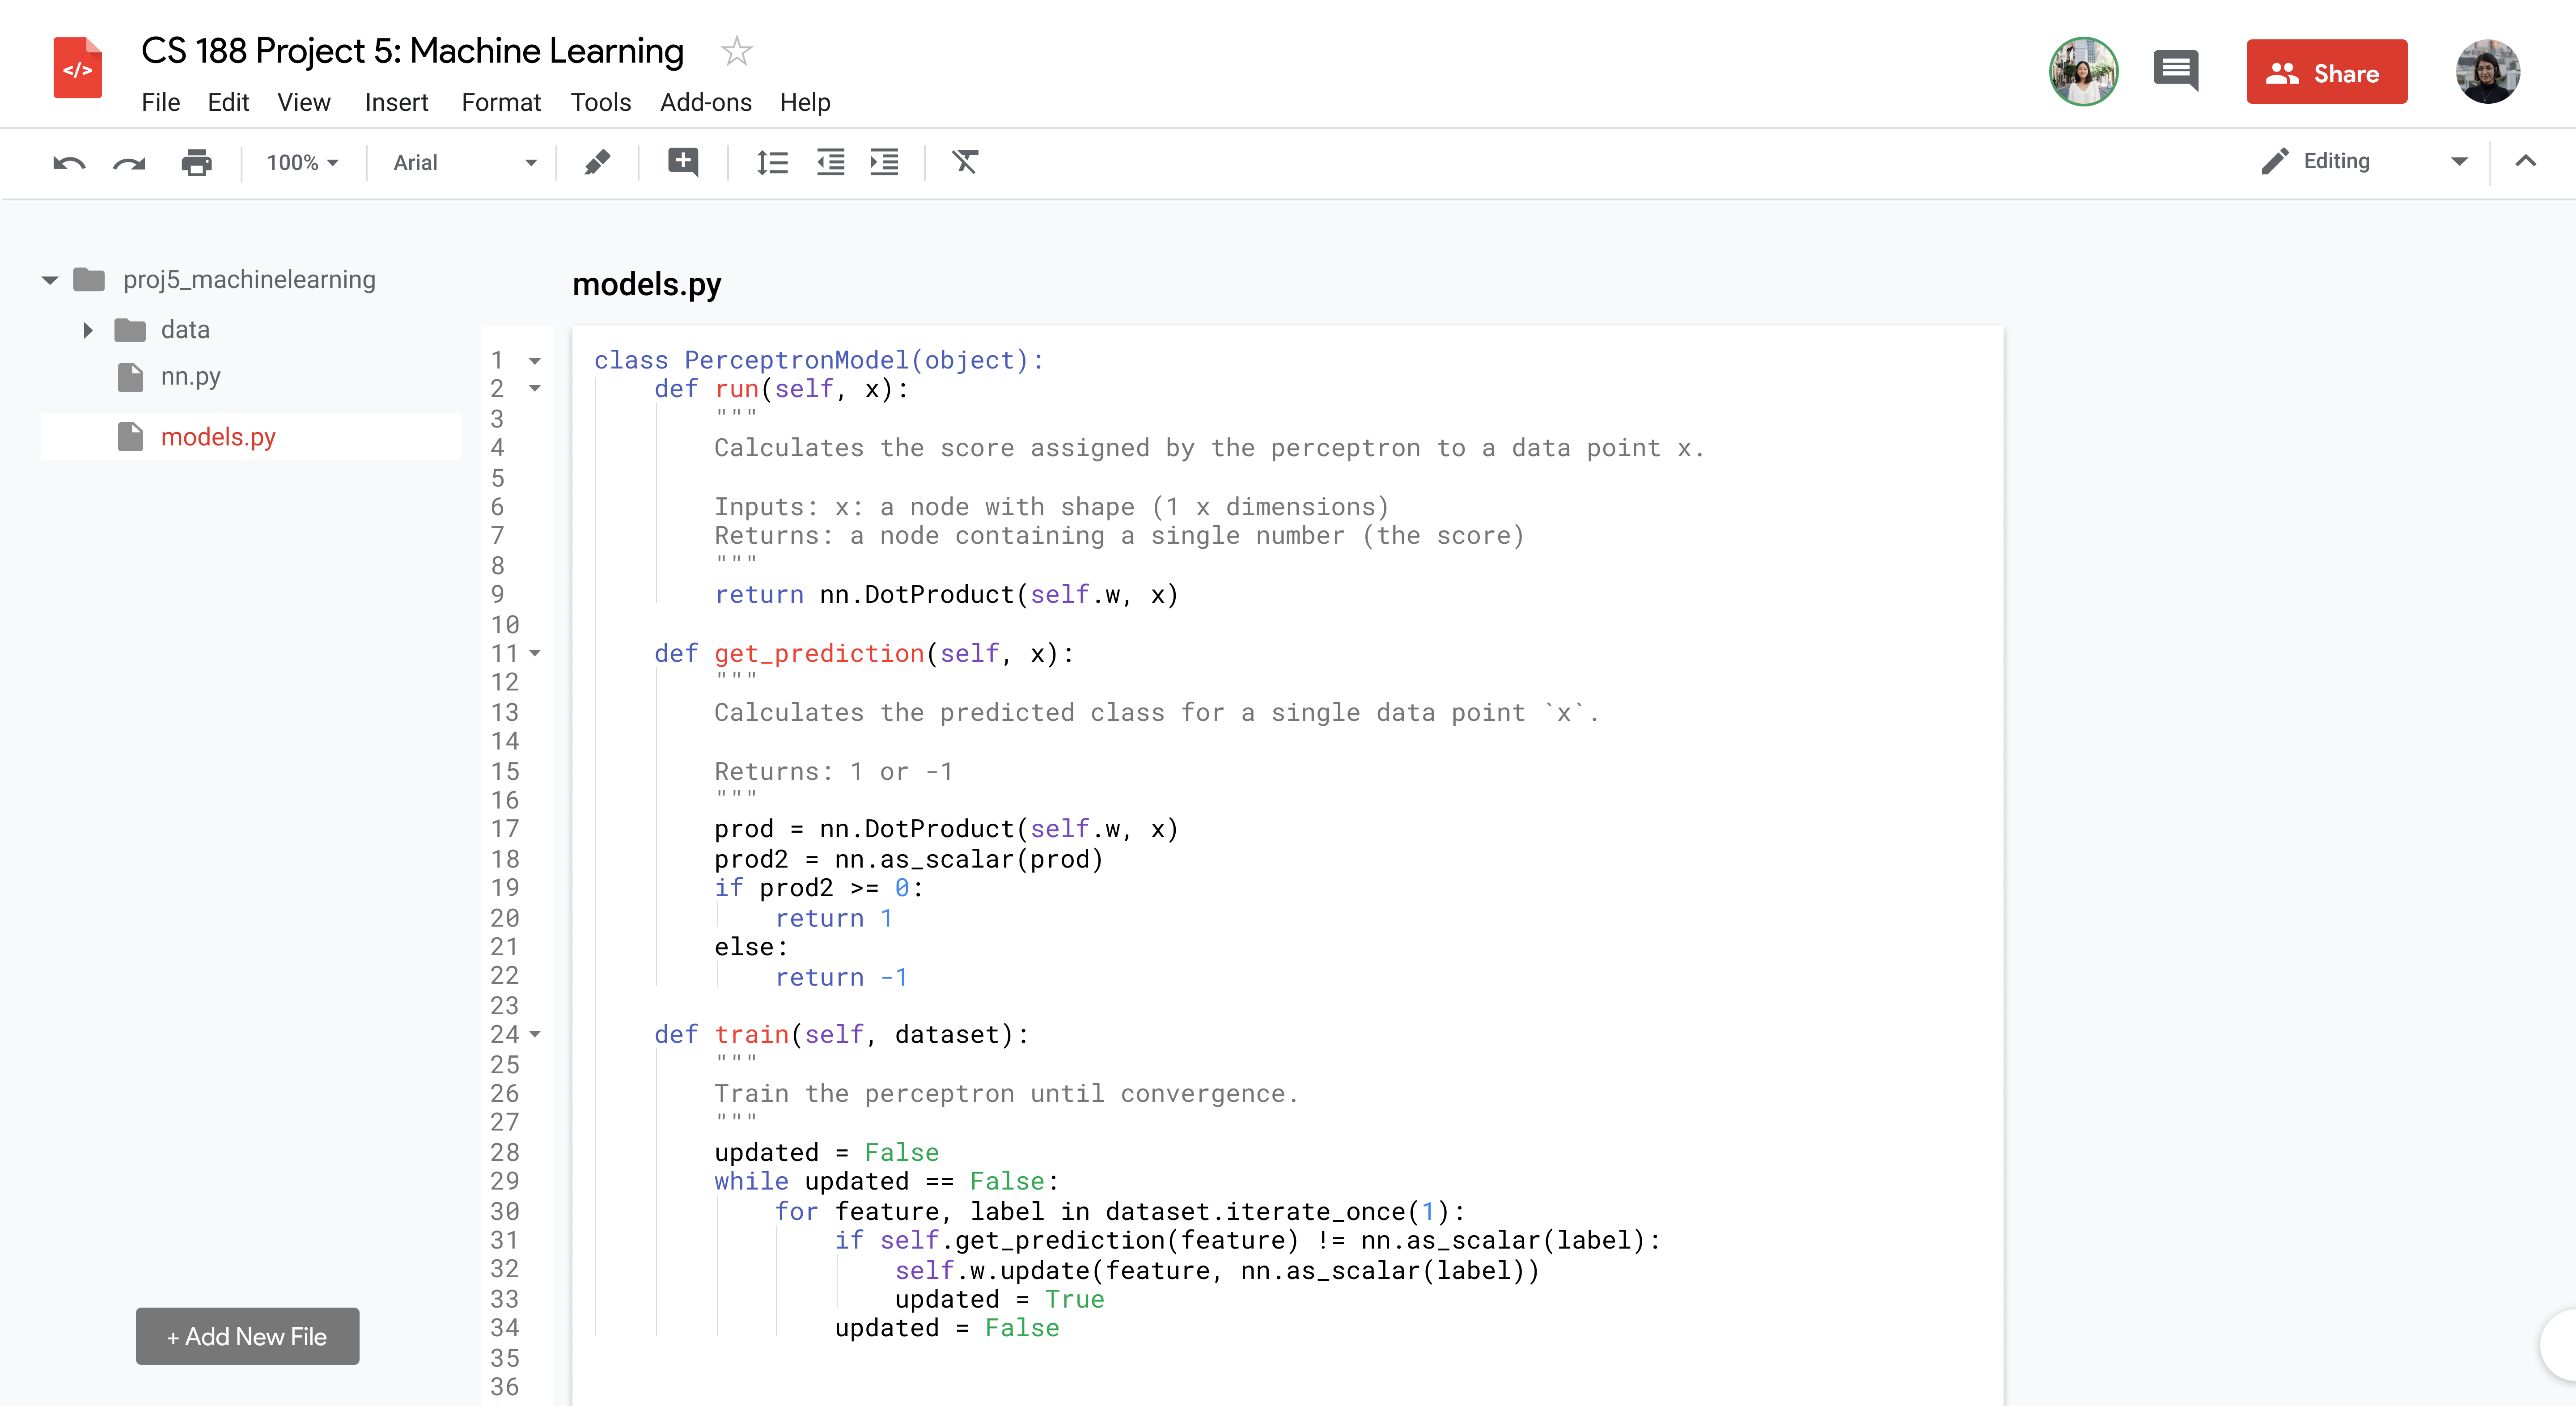 </>
CS 188 Project 5: Machine Learning
File Edit View Insert Format Tools Add-ons Help
Share
100% Arial
Editing
proj5_machinelearning
data
nn.py
models.py
+ Add New File
models.py
1 class PerceptronModel(object):
2     def run(self, x):
3         """
4         Calculates the score assigned by the perceptron to a data point x.
5
6         Inputs: x: a node with shape (1 x dimensions)
7         Returns: a node containing a single number (the score)
8         """
9         return nn.DotProduct(self.w, x)
10
11     def get_prediction(self, x):
12         """
13         Calculates the predicted class for a single data point `x`.
14
15         Returns: 1 or -1
16         """
17         prod = nn.DotProduct(self.w, x)
18         prod2 = nn.as_scalar(prod)
19         if prod2 >= 0:
20             return 1
21         else:
22             return -1
23
24     def train(self, dataset):
25         """
26         Train the perceptron until convergence.
27         """
28         updated = False
29         while updated == False:
30             for feature, label in dataset.iterate_once(1):
31                 if self.get_prediction(feature) != nn.as_scalar(label):
32                     self.w.update(feature, nn.as_scalar(label))
33                     updated = True
34                 updated = False
35
36